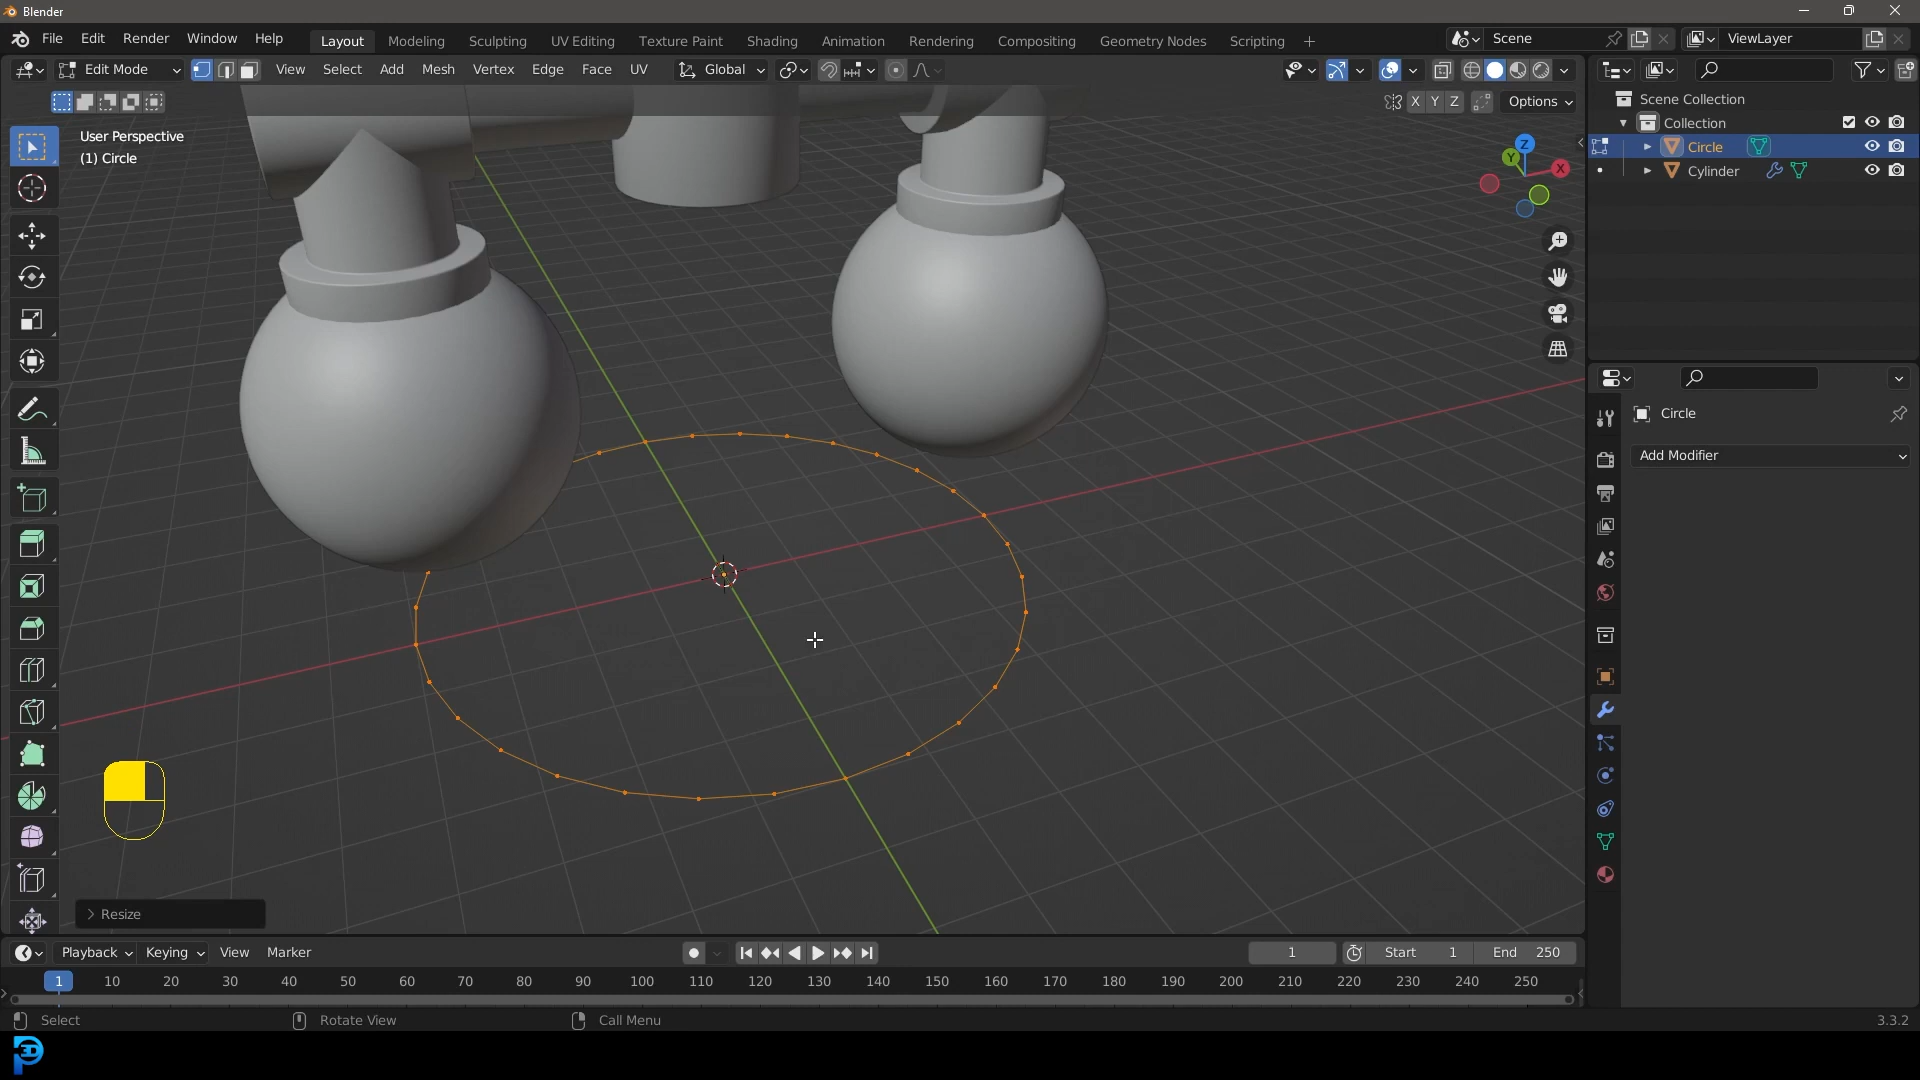 Blender
File Edit Render Window Help Layout Modeling Sculpting UV Editing Texture Paint Shading Animation Rendering Compositing Geometry Nodes Scripting + Scene ViewLayer
Edit Mode View Select Add Mesh Vertex Edge Face UV Global
X Y Z Options
User Perspective
(1) Circle
Z
Y
X
Scene Collection
Collection
Circle
Cylinder
Circle
Add Modifier
> Resize
Playback Keying View Marker 1 Start 1 End 250
1 10 20 30 40 50 60 70 80 90 100 110 120 130 140 150 160 170 180 190 200 210 220 230 240 250
Select Rotate View Call Menu 3.3.2
3D